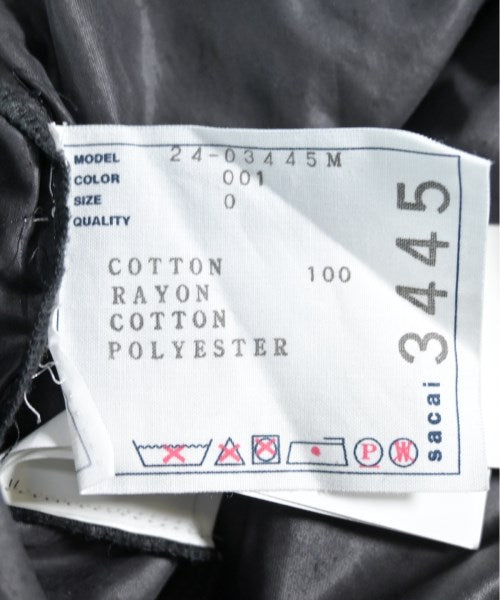 MODEL 24-03445M
COLOR 001
SIZE 0
QUALITY
COTTON 100
RAYON
COTTON
POLYESTER
P W
sacai 3445